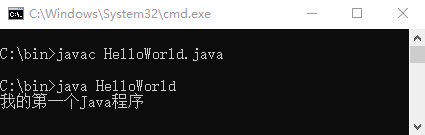 C:\Windows\System32\cmd.exe
C:\bin>javac HelloWorld.java
C:\bin>java HelloWorld
我的第一个Java程序